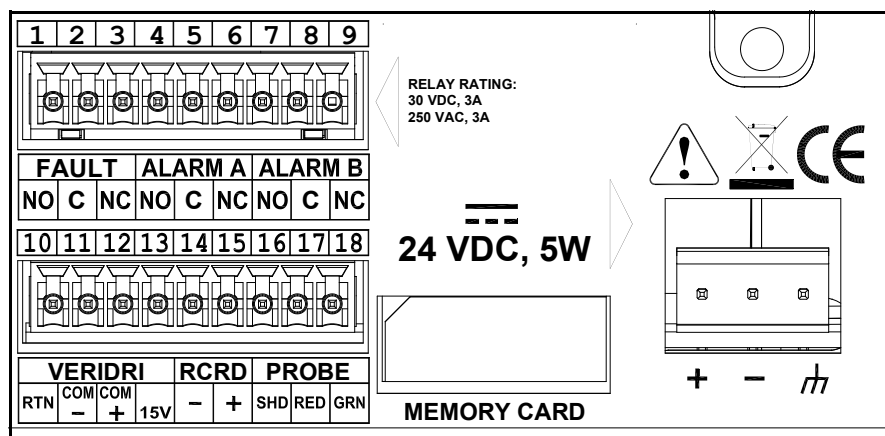 1 2 3 4 5 6 7 8 9
RELAY RATING:
30 VDC, 3A
250 VAC, 3A
FAULT ALARM A ALARM B
NO C NC NO C NC NO C NC
10 11 12 13 14 15 16 17 18
24 VDC, 5W
CE
VERIDRI RCRD PROBE
RTN COM − COM + 15V − + SHD RED GRN
MEMORY CARD
+ −